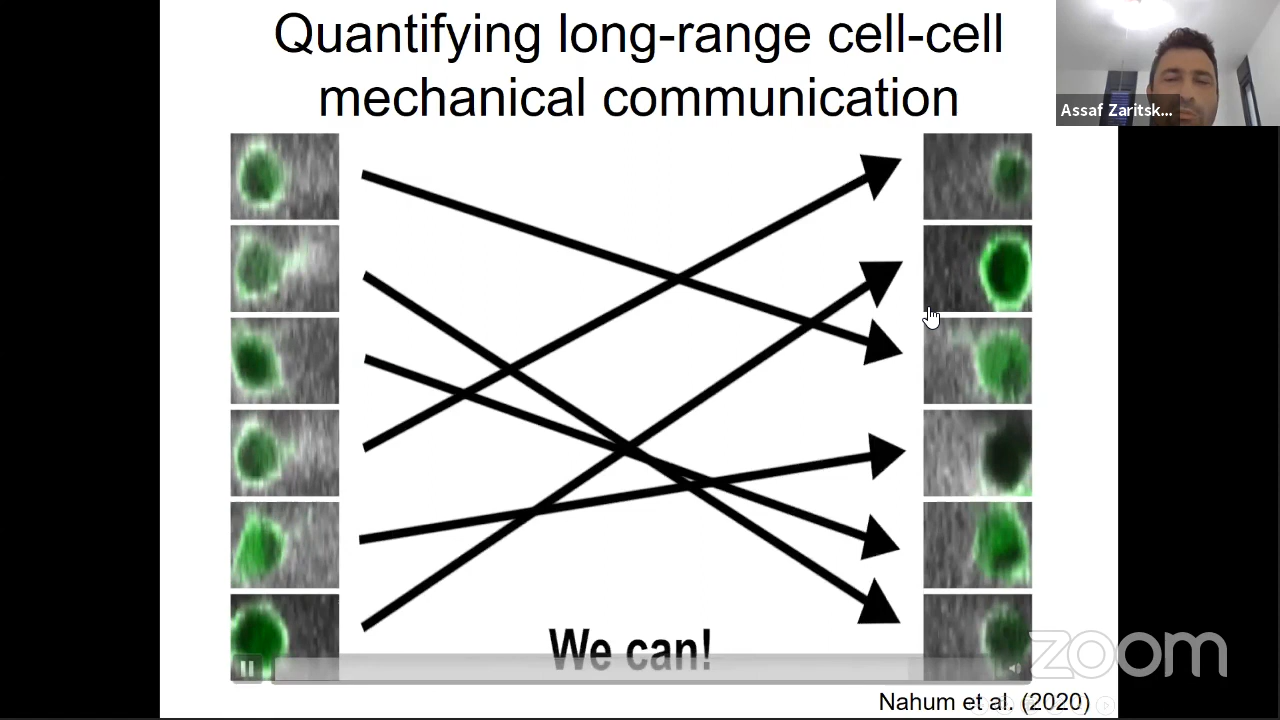 Quantifying long-range cell-cell
mechanical communication
Assaf Zaritsk...
We can!
zoom
Nahum et al. (2020)